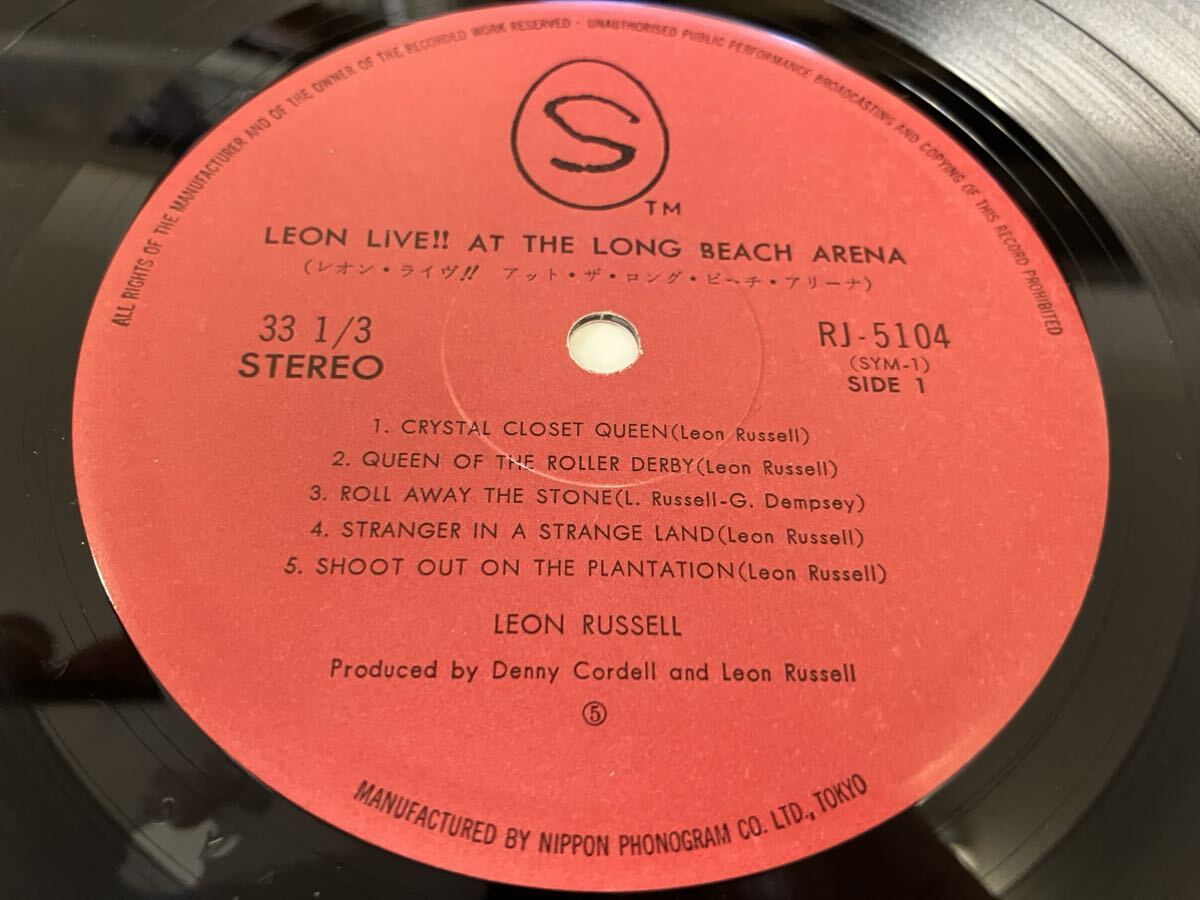 ALL RIGHTS OF THE MANUFACTURER AND OF THE OWNER OF THE RECORDED WORK RESERVED · UNAUTHORISED PUBLIC PERFORMANCE BROADCASTING AND COPYING OF THIS RECORD PROHIBITED
S
TM
LEON LiVE!! AT THE LONG BEACH ARENA
(レオン・ライヴ!! アット・ザ・ロング・ビーチ・アリーナ)
33 1/3
STEREO
RJ-5104
(SYM-1)
SIDE 1
1. CRYSTAL CLOSET QUEEN(Leon Russell)
2. QUEEN OF THE ROLLER DERBY(Leon Russell)
3. ROLL AWAY THE STONE(L. Russell-G. Dempsey)
4. STRANGER IN A STRANGE LAND(Leon Russell)
5. SHOOT OUT ON THE PLANTATION(Leon Russell)
LEON RUSSELL
Produced by Denny Cordell and Leon Russell
⑤
MANUFACTURED BY NIPPON PHONOGRAM CO. LTD., TOKYO